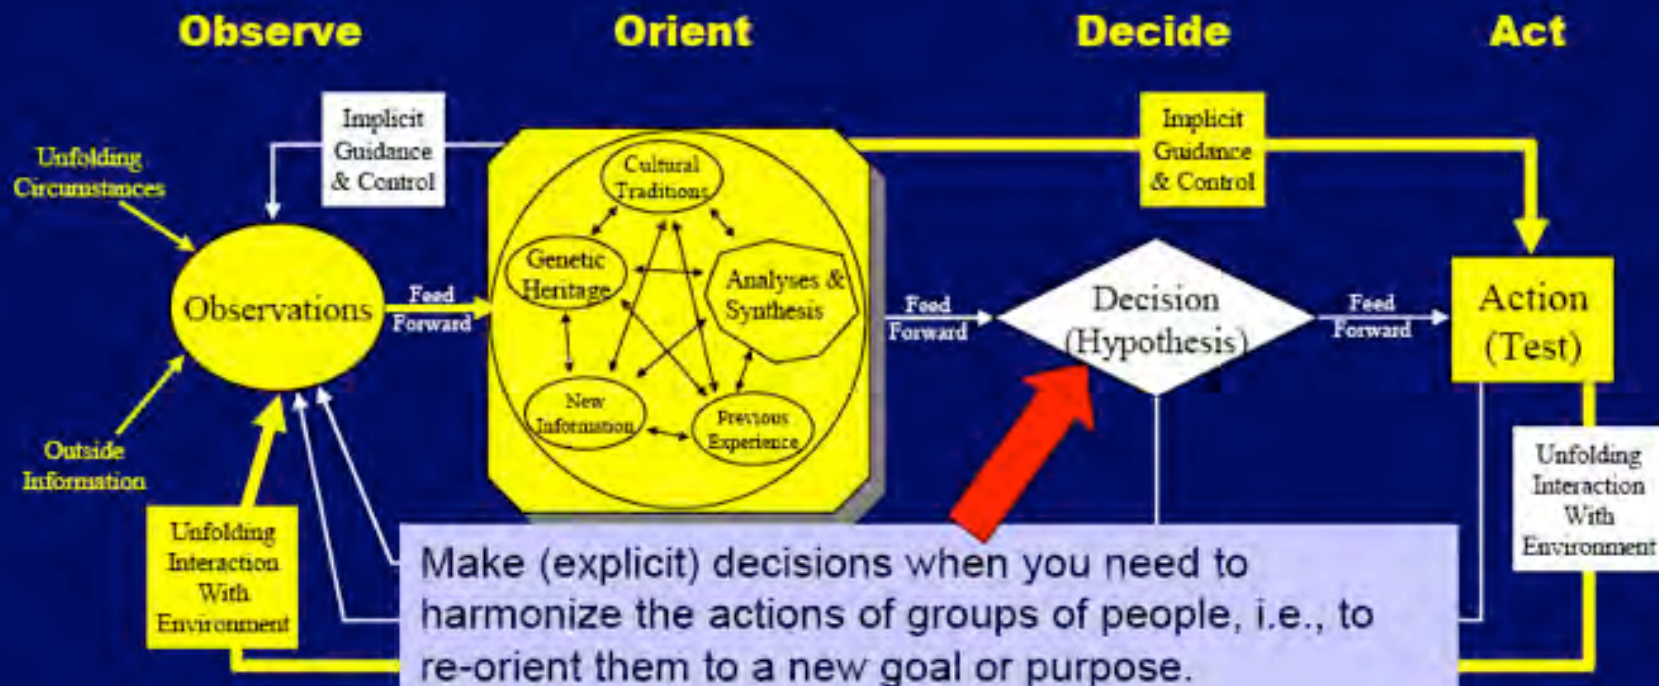 Observe
Orient
Decide
Act
Implicit
Guidance
& Control
Implicit
Guidance
& Control
Unfolding
Circumstances
Cultural
Traditions
Genetic
Heritage
Analyses &
Synthesis
Observations
Feed
Forward
Feed
Forward
Decision
(Hypothesis)
Feed
Forward
Action
(Test)
New
Information
Previous
Experience
Outside
Information
Unfolding
Interaction
With
Environment
Unfolding
Interaction
With
Environment
Make (explicit) decisions when you need to
harmonize the actions of groups of people, i.e., to
re-orient them to a new goal or purpose.